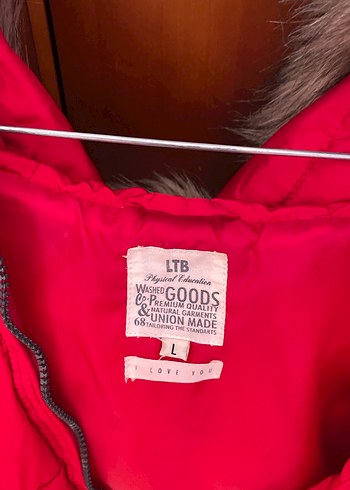 LTB
Physical Education
WASHED GOODS
Co-P PREMIUM QUALITY
& NATURAL GARMENTS
UNION MADE
68 TAILORING THE STANDARTS
L
I LOVE YOU